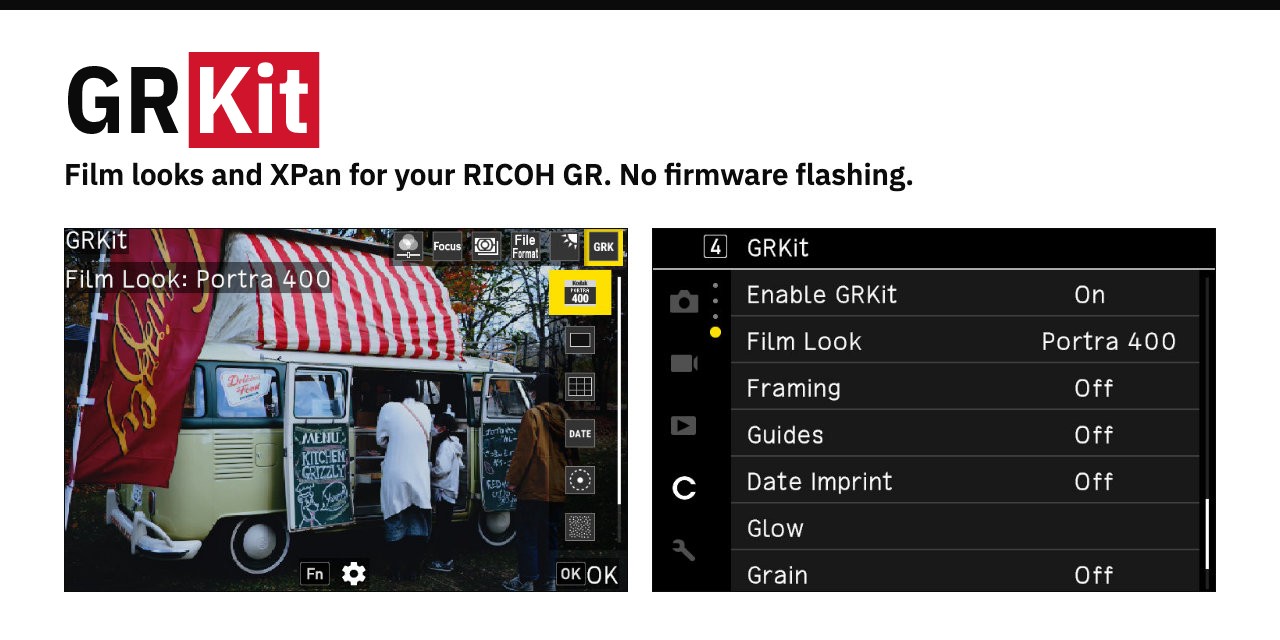 GRKit
Film looks and XPan for your RICOH GR. No firmware flashing.
GRKit
Focus
File
Format
GRK
Film Look: Portra 400
Kodak
PORTRA
400
DATE
Delicious
Food
MENU
KITCHEN
GRIZZLY
Fn
OK OK
4 GRKit
Enable GRKit On
Film Look Portra 400
Framing Off
Guides Off
Date Imprint Off
Glow
Grain Off
C